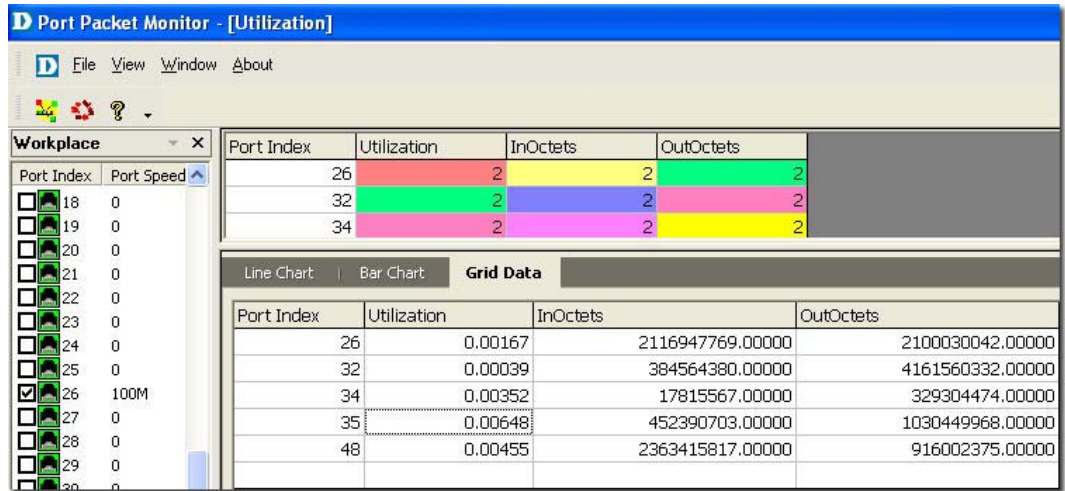 D Port Packet Monitor - [Utilization]
D File View Window About
?
Workplace
Port Index Port Speed
18 0
19 0
20 0
21 0
22 0
23 0
24 0
25 0
26 100M
27 0
28 0
29 0
30 0
Port Index Utilization InOctets OutOctets
26 2 2 2
32 2 2 2
34 2 2 2
Line Chart | Bar Chart Grid Data
Port Index Utilization InOctets OutOctets
26 0.00167 2116947769.00000 2100030042.00000
32 0.00039 384564380.00000 4161560332.00000
34 0.00352 17815567.00000 329304474.00000
35 0.00648 452390703.00000 1030449968.00000
48 0.00455 2363415817.00000 916002375.00000